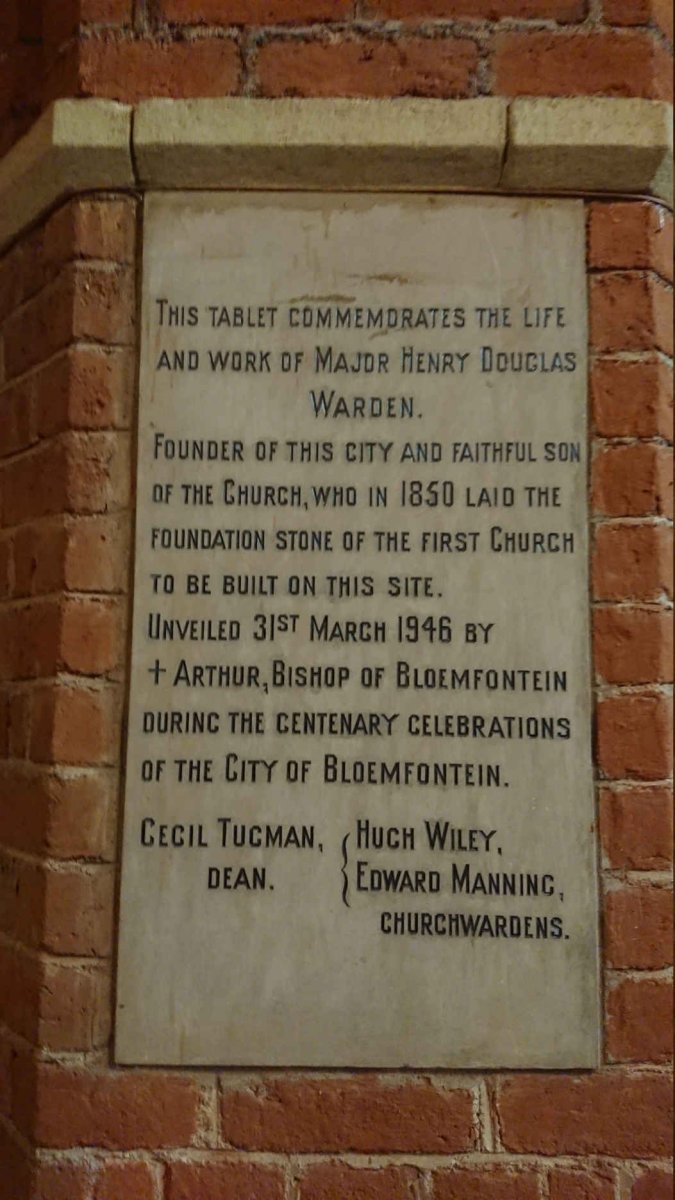 THIS TABLET COMMEMORATES THE LIFE
AND WORK OF MAJOR HENRY DOUGLAS
WARDEN.
FOUNDER OF THIS CITY AND FAITHFUL SON
OF THE CHURCH, WHO IN 1850 LAID THE
FOUNDATION STONE OF THE FIRST CHURCH
TO BE BUILT ON THIS SITE.
UNVEILED 31ST MARCH 1946 BY
+ ARTHUR, BISHOP OF BLOEMFONTEIN
DURING THE CENTENARY CELEBRATIONS
OF THE CITY OF BLOEMFONTEIN.
CECIL TUGMAN, { HUGH WILEY,
DEAN. EDWARD MANNING,
CHURCHWARDENS.